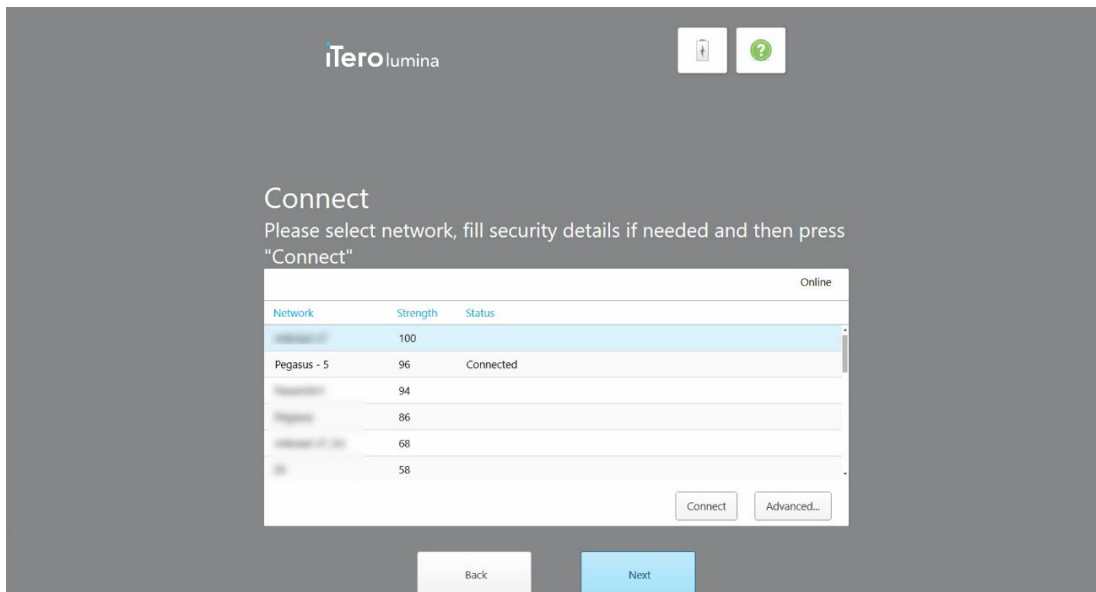 iTero lumina
?
Connect
Please select network, fill security details if needed and then press
"Connect"
Online
Network Strength Status
100
Pegasus - 5 96 Connected
94
86
68
58
Connect Advanced...
Back Next